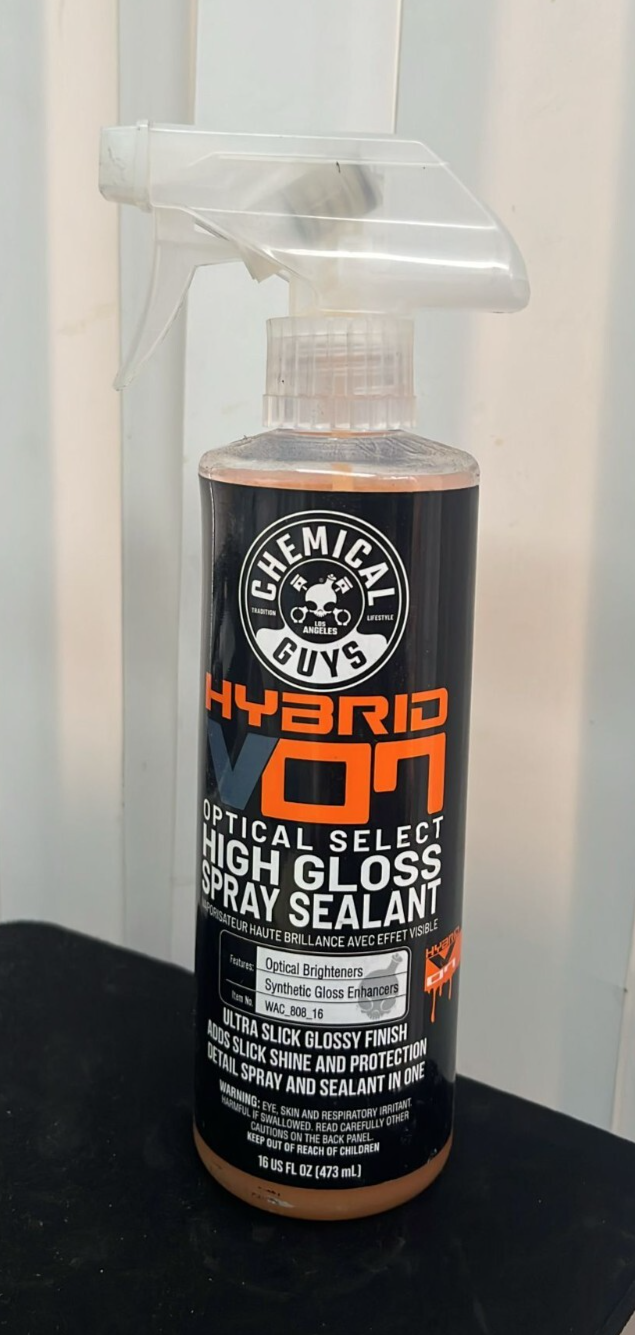 CHEMICAL
TRADITION
LIFESTYLE
LOS
ANGELES
GUYS
HYBRID
V07
OPTICAL SELECT
HIGH GLOSS
SPRAY SEALANT
VAPORISATEUR HAUTE BRILLANCE AVEC EFFET VISIBLE
Features: Optical Brighteners
Synthetic Gloss Enhancers
Item No. WAC_808_16
HYBRID
V
07
ULTRA SLICK GLOSSY FINISH
ADDS SLICK SHINE AND PROTECTION
DETAIL SPRAY AND SEALANT IN ONE
WARNING: EYE, SKIN AND RESPIRATORY IRRITANT.
HARMFUL IF SWALLOWED. READ CAREFULLY OTHER
CAUTIONS ON THE BACK PANEL.
KEEP OUT OF REACH OF CHILDREN
16 US FL OZ (473 mL)